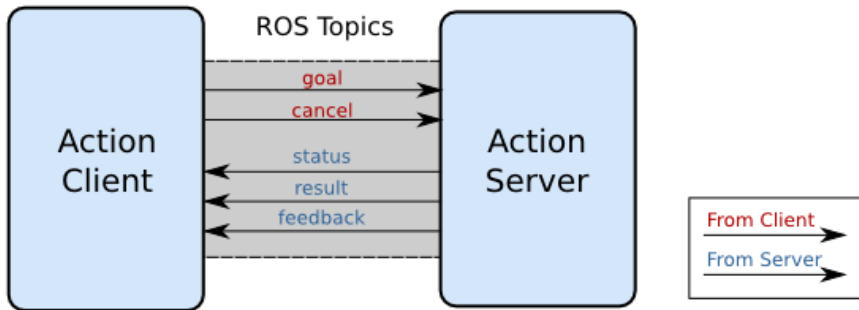 ROS Topics
Action
Client
goal
cancel
status
result
feedback
Action
Server
From Client
From Server